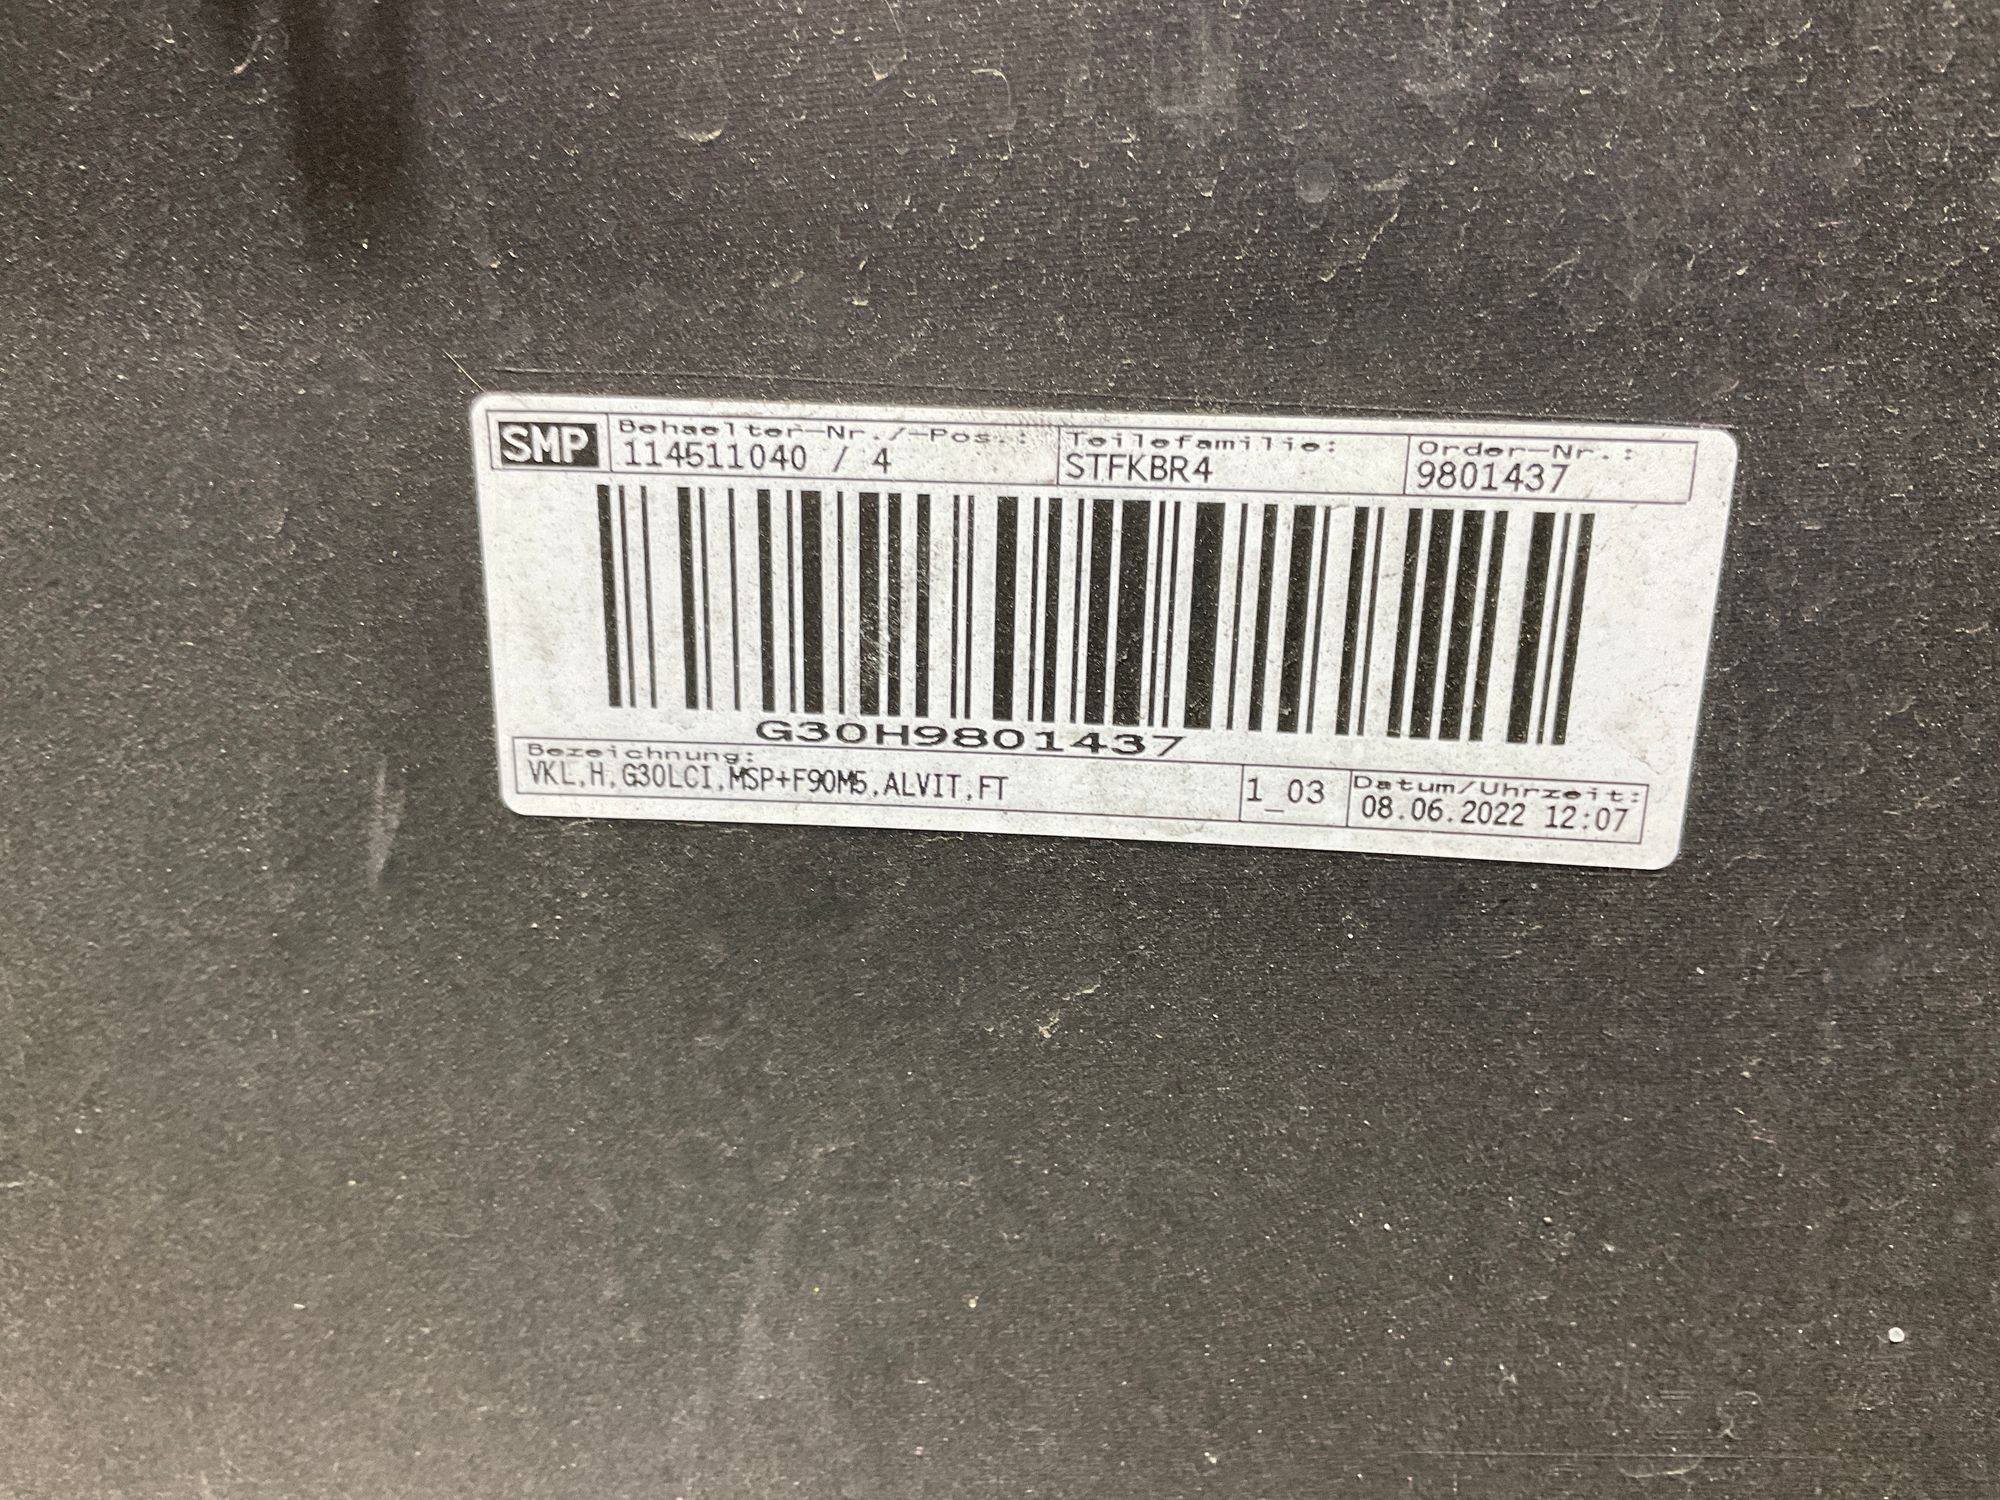 SMP
Behaelter-Nr./-Pos.: Teilefamilie: Order-Nr.:
114511040 / 4 STFKBR4 9801437
G30H9801437
Bezeichnung: Datum/Uhrzeit:
VKL,H,G30LCI,MSP+F90M5,ALVIT,FT 1_03 08.06.2022 12:07